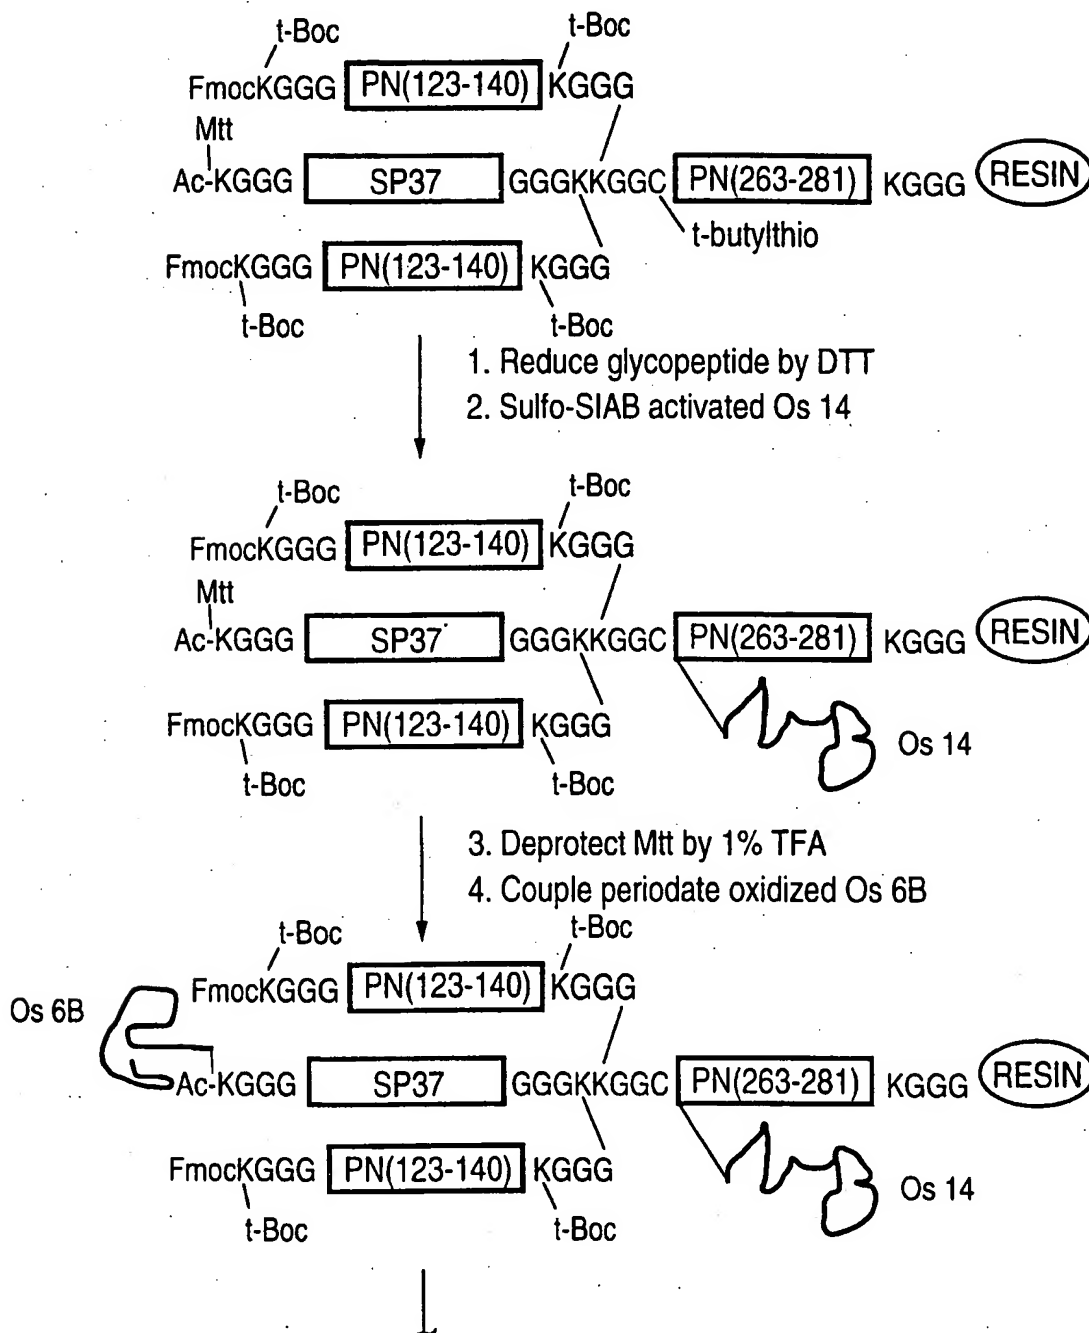 t-Boc t-Boc
FmocKGGG PN(123-140) KGGG
Mtt
Ac-KGGG SP37 GGGKKGGC PN(263-281) KGGG RESIN
t-butylthio
FmocKGGG PN(123-140) KGGG
t-Boc t-Boc
1. Reduce glycopeptide by DTT
2. Sulfo-SIAB activated Os 14
t-Boc t-Boc
FmocKGGG PN(123-140) KGGG
Mtt
Ac-KGGG SP37 GGGKKGGC PN(263-281) KGGG RESIN
FmocKGGG PN(123-140) KGGG
Os 14
t-Boc t-Boc
3. Deprotect Mtt by 1% TFA
4. Couple periodate oxidized Os 6B
t-Boc t-Boc
FmocKGGG PN(123-140) KGGG
Os 6B
Ac-KGGG SP37 GGGKKGGC PN(263-281) KGGG RESIN
FmocKGGG PN(123-140) KGGG
Os 14
t-Boc t-Boc